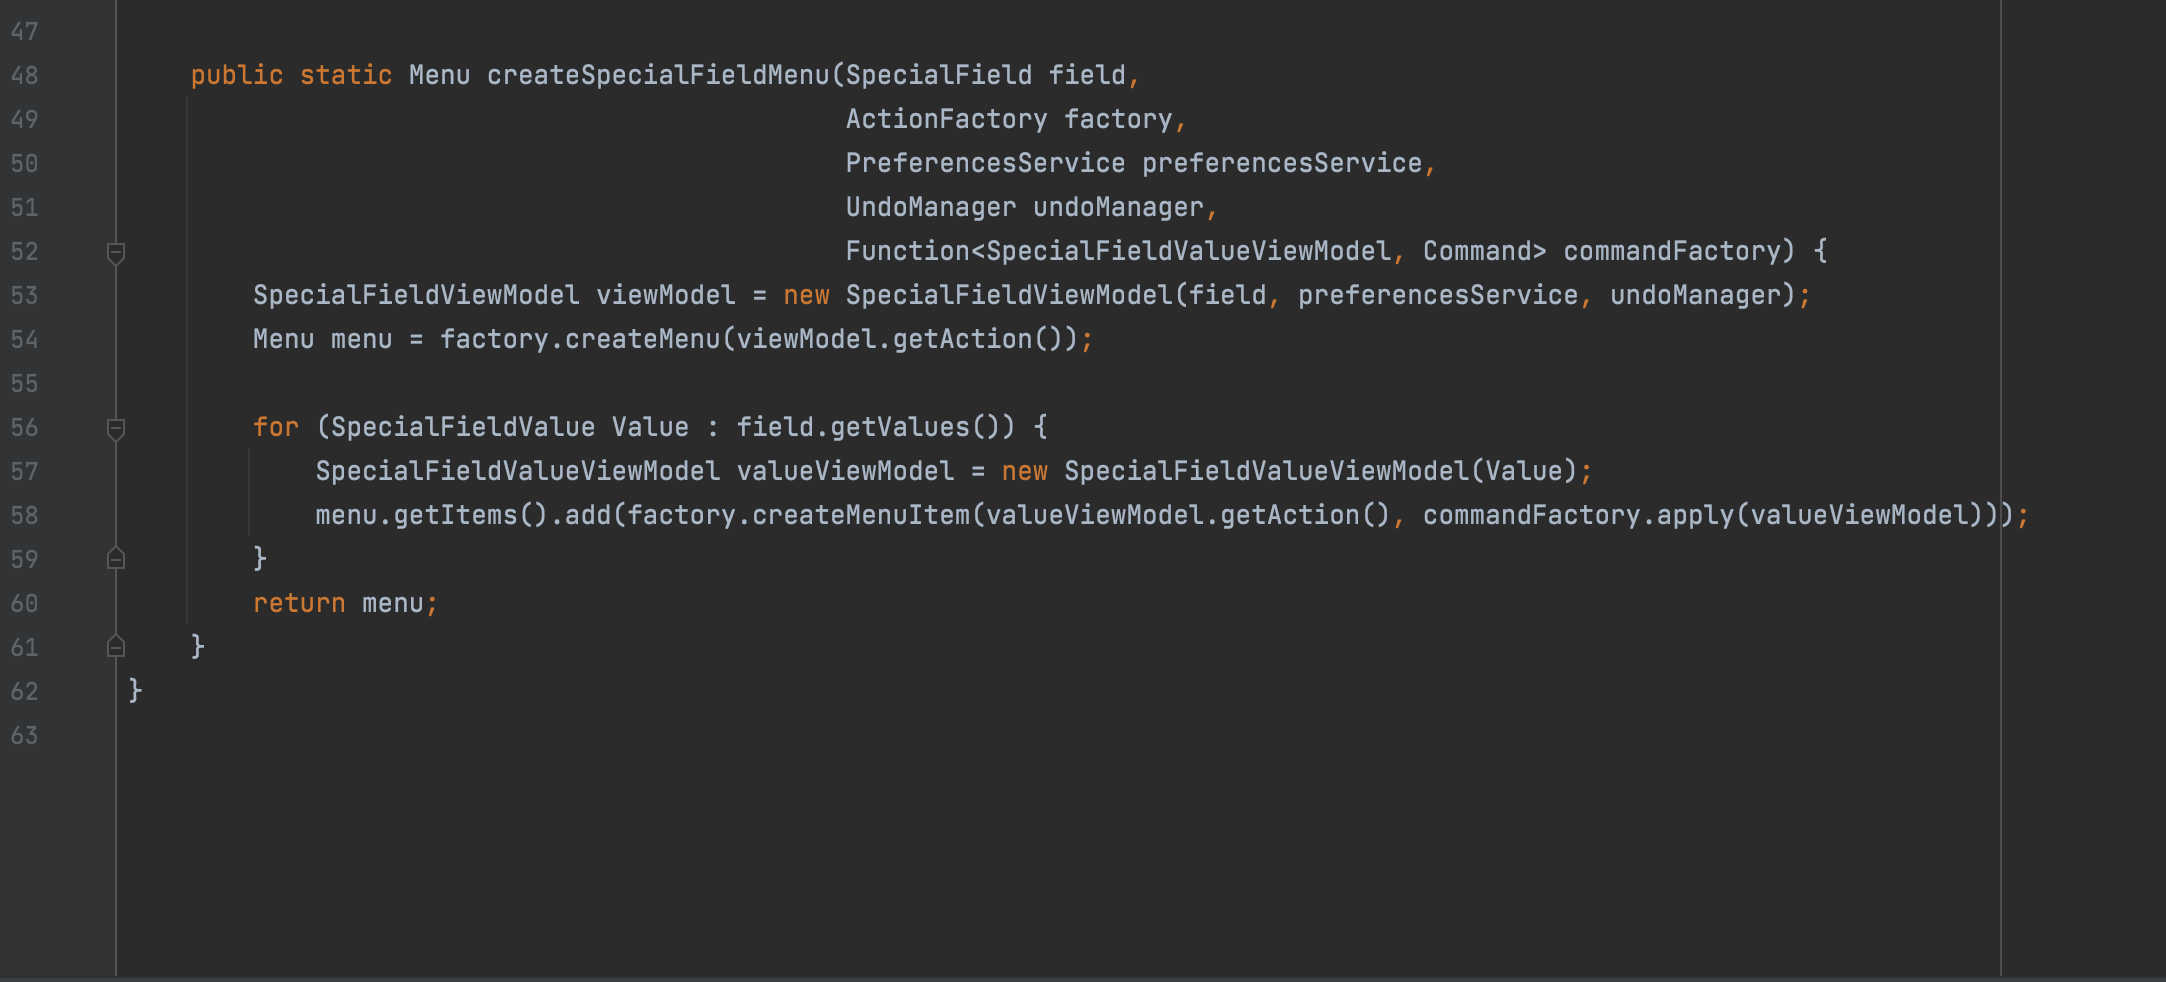 47
48 public static Menu createSpecialFieldMenu(SpecialField field,
49 ActionFactory factory,
50 PreferencesService preferencesService,
51 UndoManager undoManager,
52 Function<SpecialFieldValueViewModel, Command> commandFactory) {
53 SpecialFieldViewModel viewModel = new SpecialFieldViewModel(field, preferencesService, undoManager);
54 Menu menu = factory.createMenu(viewModel.getAction());
55
56 for (SpecialFieldValue Value : field.getValues()) {
57 SpecialFieldValueViewModel valueViewModel = new SpecialFieldValueViewModel(Value);
58 menu.getItems().add(factory.createMenuItem(valueViewModel.getAction(), commandFactory.apply(valueViewModel)));
59 }
60 return menu;
61 }
62 }
63